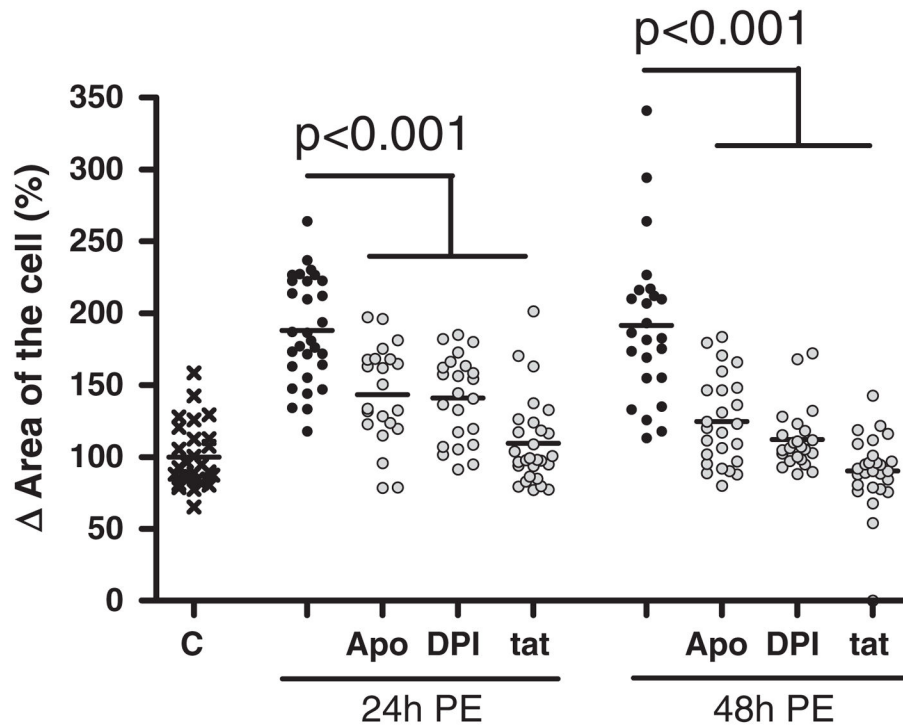 p<0.001
p<0.001
350
300
250
200
150
100
50
0
Δ Area of the cell (%)
C Apo DPI tat Apo DPI tat
24h PE 48h PE